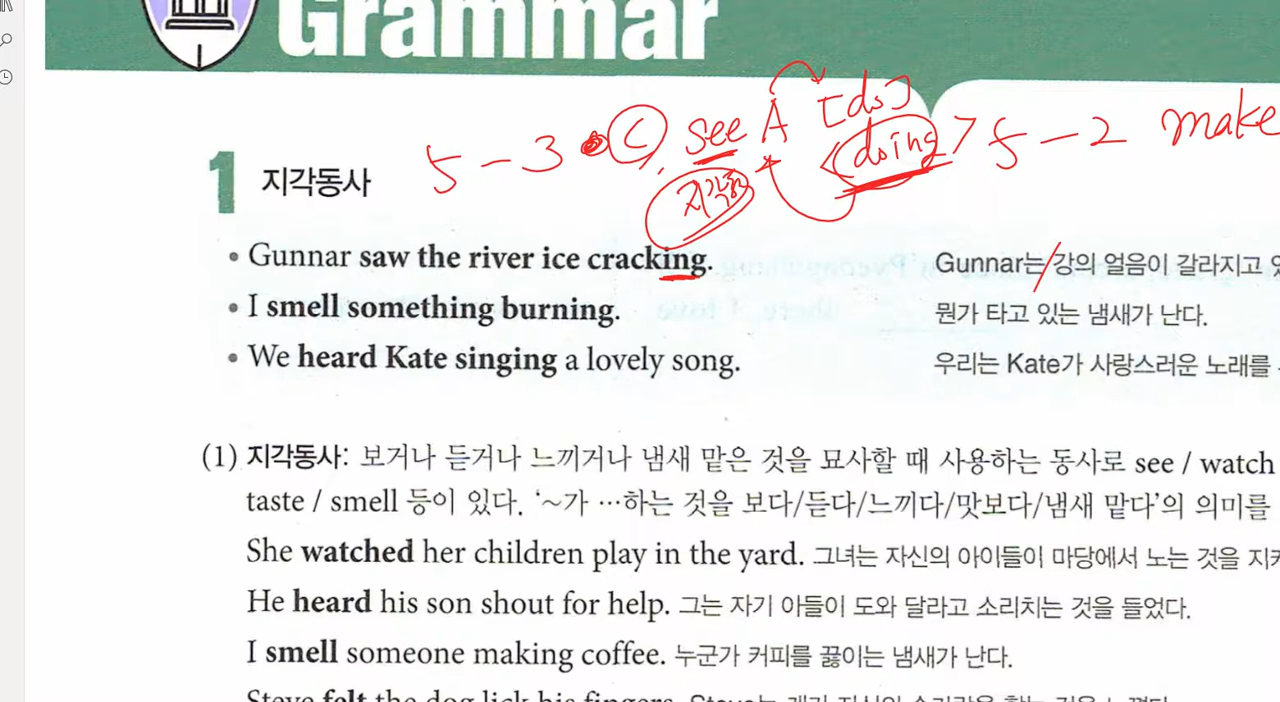 Grammar
[do]
5-3 C, see A doing > 5-2 make
지각
1 지각동사
• Gunnar saw the river ice cracking. Gunnar는 강의 얼음이 갈라지고
• I smell something burning. 뭔가 타고 있는 냄새가 난다.
• We heard Kate singing a lovely song. 우리는 Kate가 사랑스러운 노래를
(1) 지각동사: 보거나 듣거나 느끼거나 냄새 맡은 것을 묘사할 때 사용하는 동사로 see / watch
taste / smell 등이 있다. ‘~가 …하는 것을 보다/듣다/느끼다/맛보다/냄새 맡다’의 의미를
She watched her children play in the yard. 그녀는 자신의 아이들이 마당에서 노는 것을
He heard his son shout for help. 그는 자기 아들이 도와 달라고 소리치는 것을 들었다.
I smell someone making coffee. 누군가 커피를 끓이는 냄새가 난다.
Steve felt the dog lick his fingers.